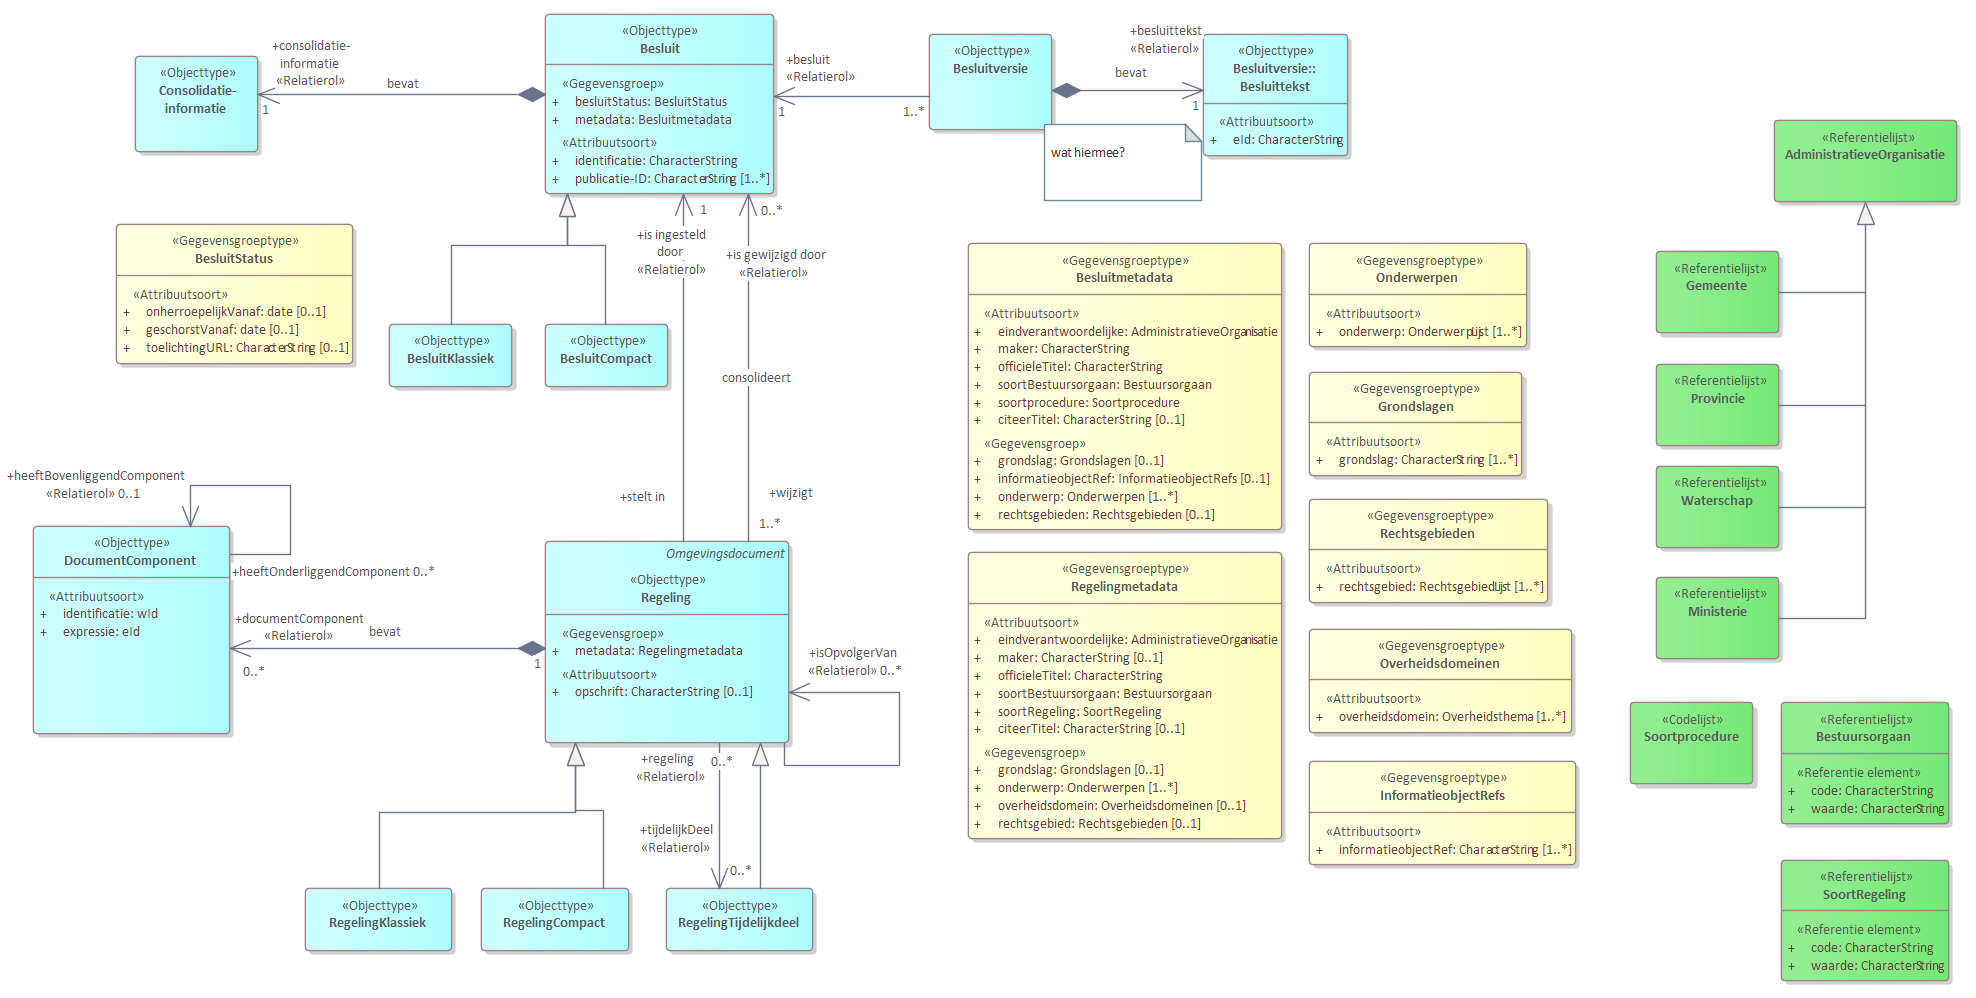 «Objecttype»
Consolidatie-
informatie
+consolidatie-
informatie
«Relatierol»
1
bevat
«Objecttype»
Besluit
«Gegevensgroep»
+ besluitStatus: BesluitStatus
+ metadata: Besluitmetadata
«Attribuutsoort»
+ identificatie: CharacterString
+ publicatie-ID: CharacterString [1..*]
+besluit
«Relatierol»
1
1..*
«Objecttype»
Besluitversie
bevat
+besluittekst
«Relatierol»
1
«Objecttype»
Besluitversie::
Besluittekst
«Attribuutsoort»
+ eId: CharacterString
wat hiermee?
«Gegevensgroeptype»
BesluitStatus
«Attribuutsoort»
+ onherroepelijkVanaf: date [0..1]
+ geschorstVanaf: date [0..1]
+ toelichtingURL: CharacterString [0..1]
«Objecttype»
BesluitKlassiek
«Objecttype»
BesluitCompact
1
+is ingesteld
door
«Relatierol»
0..*
+is gewijzigd door
«Relatierol»
consolideert
+stelt in
+wijzigt
1..*
+heeftBovenliggendComponent
«Relatierol» 0..1
«Objecttype»
DocumentComponent
«Attribuutsoort»
+ identificatie: wId
+ expressie: eId
+heeftOnderliggendComponent 0..*
+documentComponent
«Relatierol»
0..*
bevat
1
Omgevingsdocument
«Objecttype»
Regeling
«Gegevensgroep»
+ metadata: Regelingmetadata
«Attribuutsoort»
+ opschrift: CharacterString [0..1]
+isOpvolgerVan
«Relatierol» 0..*
+regeling
«Relatierol»
0..*
+tijdelijkDeel
«Relatierol»
0..*
«Objecttype»
RegelingKlassiek
«Objecttype»
RegelingCompact
«Objecttype»
RegelingTijdelijkdeel
«Gegevensgroeptype»
Besluitmetadata
«Attribuutsoort»
+ eindverantwoordelijke: AdministratieveOrganisatie
+ maker: CharacterString
+ officieleTitel: CharacterString
+ soortBestuursorgaan: Bestuursorgaan
+ soortprocedure: Soortprocedure
+ citeerTitel: CharacterString [0..1]
«Gegevensgroep»
+ grondslag: Grondslagen [0..1]
+ informatieobjectRef: InformatieobjectRefs [0..1]
+ onderwerp: Onderwerpen [1..*]
+ rechtsgebieden: Rechtsgebieden [0..1]
«Gegevensgroeptype»
Regelingmetadata
«Attribuutsoort»
+ eindverantwoordelijke: AdministratieveOrganisatie
+ maker: CharacterString [0..1]
+ officieleTitel: CharacterString
+ soortBestuursorgaan: Bestuursorgaan
+ soortRegeling: SoortRegeling
+ citeerTitel: CharacterString [0..1]
«Gegevensgroep»
+ grondslag: Grondslagen [0..1]
+ onderwerp: Onderwerpen [1..*]
+ overheidsdomein: Overheidsdomeinen [0..1]
+ rechtsgebied: Rechtsgebieden [0..1]
«Gegevensgroeptype»
Onderwerpen
«Attribuutsoort»
+ onderwerp: OnderwerpLijst [1..*]
«Gegevensgroeptype»
Grondslagen
«Attribuutsoort»
+ grondslag: CharacterString [1..*]
«Gegevensgroeptype»
Rechtsgebieden
«Attribuutsoort»
+ rechtsgebied: RechtsgebiedLijst [1..*]
«Gegevensgroeptype»
Overheidsdomeinen
«Attribuutsoort»
+ overheidsdomein: Overheidsthema [1..*]
«Gegevensgroeptype»
InformatieobjectRefs
«Attribuutsoort»
+ informatieobjectRef: CharacterString [1..*]
«Referentielijst»
AdministratieveOrganisatie
«Referentielijst»
Gemeente
«Referentielijst»
Provincie
«Referentielijst»
Waterschap
«Referentielijst»
Ministerie
«Codelijst»
Soortprocedure
«Referentielijst»
Bestuursorgaan
«Referentie element»
+ code: CharacterString
+ waarde: CharacterString
«Referentielijst»
SoortRegeling
«Referentie element»
+ code: CharacterString
+ waarde: CharacterString